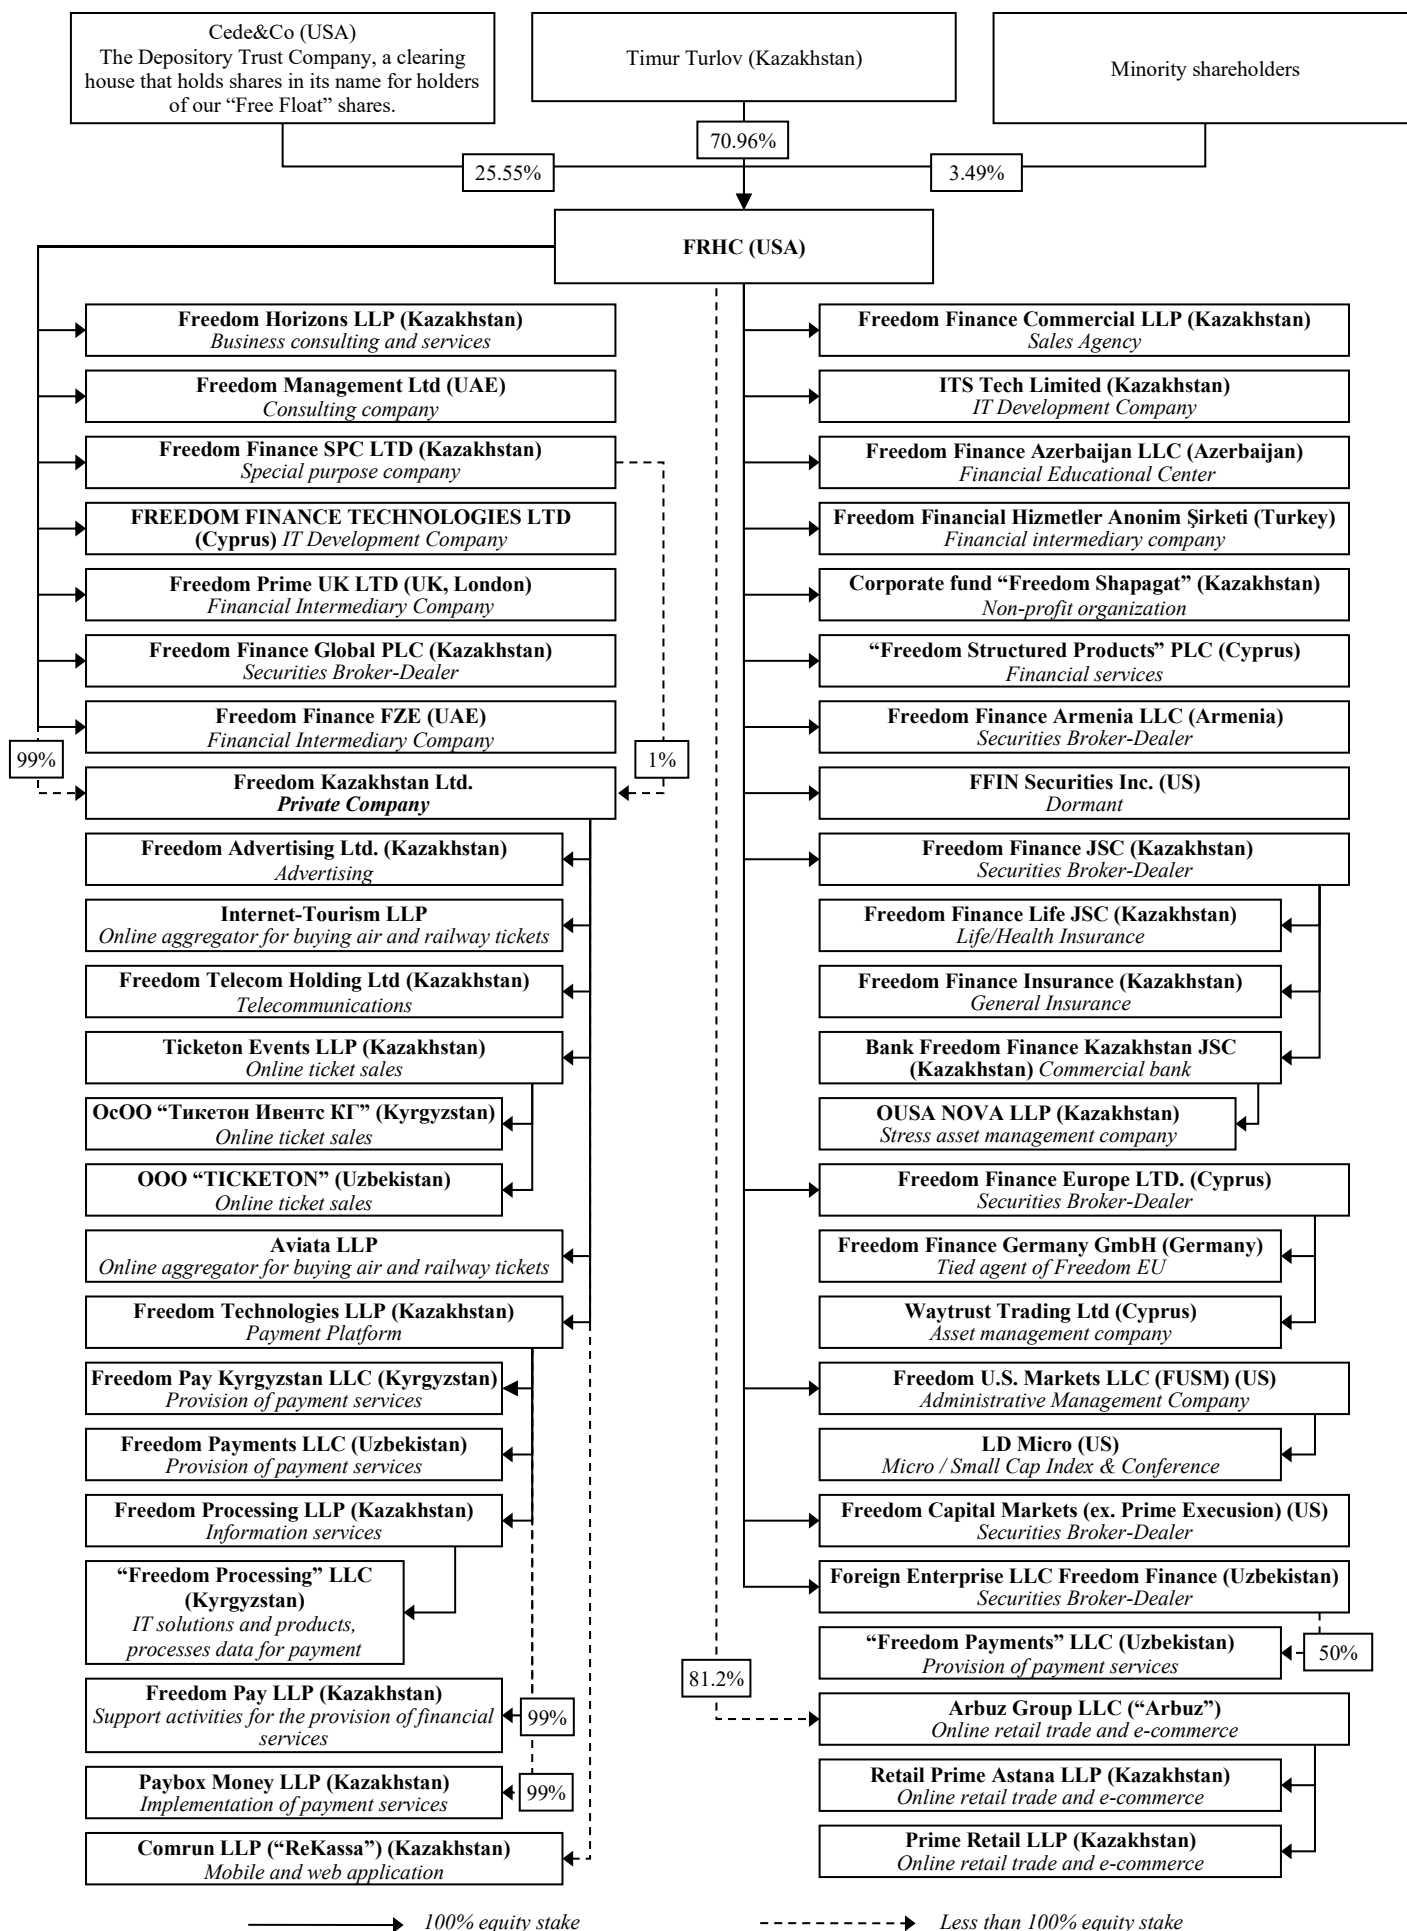 Cede&Co (USA)
The Depository Trust Company, a clearing
house that holds shares in its name for holders
of our “Free Float” shares.
Timur Turlov (Kazakhstan)
Minority shareholders
70.96%
25.55%
3.49%
FRHC (USA)
Freedom Horizons LLP (Kazakhstan)
Business consulting and services
Freedom Management Ltd (UAE)
Consulting company
Freedom Finance SPC LTD (Kazakhstan)
Special purpose company
FREEDOM FINANCE TECHNOLOGIES LTD
(Cyprus) IT Development Company
Freedom Prime UK LTD (UK, London)
Financial Intermediary Company
Freedom Finance Global PLC (Kazakhstan)
Securities Broker-Dealer
Freedom Finance FZE (UAE)
Financial Intermediary Company
99%
1%
Freedom Kazakhstan Ltd.
Private Company
Freedom Advertising Ltd. (Kazakhstan)
Advertising
Internet-Tourism LLP
Online aggregator for buying air and railway tickets
Freedom Telecom Holding Ltd (Kazakhstan)
Telecommunications
Ticketon Events LLP (Kazakhstan)
Online ticket sales
ОсОО “Тикетон Ивентс КГ” (Kyrgyzstan)
Online ticket sales
ООО “TICKETON” (Uzbekistan)
Online ticket sales
Aviata LLP
Online aggregator for buying air and railway tickets
Freedom Technologies LLP (Kazakhstan)
Payment Platform
Freedom Pay Kyrgyzstan LLC (Kyrgyzstan)
Provision of payment services
Freedom Payments LLC (Uzbekistan)
Provision of payment services
Freedom Processing LLP (Kazakhstan)
Information services
“Freedom Processing” LLC
(Kyrgyzstan)
IT solutions and products,
processes data for payment
Freedom Pay LLP (Kazakhstan)
Support activities for the provision of financial
services
99%
Paybox Money LLP (Kazakhstan)
Implementation of payment services
99%
Comrun LLP (“ReKassa”) (Kazakhstan)
Mobile and web application
Freedom Finance Commercial LLP (Kazakhstan)
Sales Agency
ITS Tech Limited (Kazakhstan)
IT Development Company
Freedom Finance Azerbaijan LLC (Azerbaijan)
Financial Educational Center
Freedom Financial Hizmetler Anonim Şirketi (Turkey)
Financial intermediary company
Corporate fund “Freedom Shapagat” (Kazakhstan)
Non-profit organization
“Freedom Structured Products” PLC (Cyprus)
Financial services
Freedom Finance Armenia LLC (Armenia)
Securities Broker-Dealer
FFIN Securities Inc. (US)
Dormant
Freedom Finance JSC (Kazakhstan)
Securities Broker-Dealer
Freedom Finance Life JSC (Kazakhstan)
Life/Health Insurance
Freedom Finance Insurance (Kazakhstan)
General Insurance
Bank Freedom Finance Kazakhstan JSC
(Kazakhstan) Commercial bank
OUSA NOVA LLP (Kazakhstan)
Stress asset management company
Freedom Finance Europe LTD. (Cyprus)
Securities Broker-Dealer
Freedom Finance Germany GmbH (Germany)
Tied agent of Freedom EU
Waytrust Trading Ltd (Cyprus)
Asset management company
Freedom U.S. Markets LLC (FUSM) (US)
Administrative Management Company
LD Micro (US)
Micro / Small Cap Index & Conference
Freedom Capital Markets (ex. Prime Execusion) (US)
Securities Broker-Dealer
Foreign Enterprise LLC Freedom Finance (Uzbekistan)
Securities Broker-Dealer
“Freedom Payments” LLC (Uzbekistan)
Provision of payment services
50%
81.2%
Arbuz Group LLC (“Arbuz”)
Online retail trade and e-commerce
Retail Prime Astana LLP (Kazakhstan)
Online retail trade and e-commerce
Prime Retail LLP (Kazakhstan)
Online retail trade and e-commerce
100% equity stake
Less than 100% equity stake